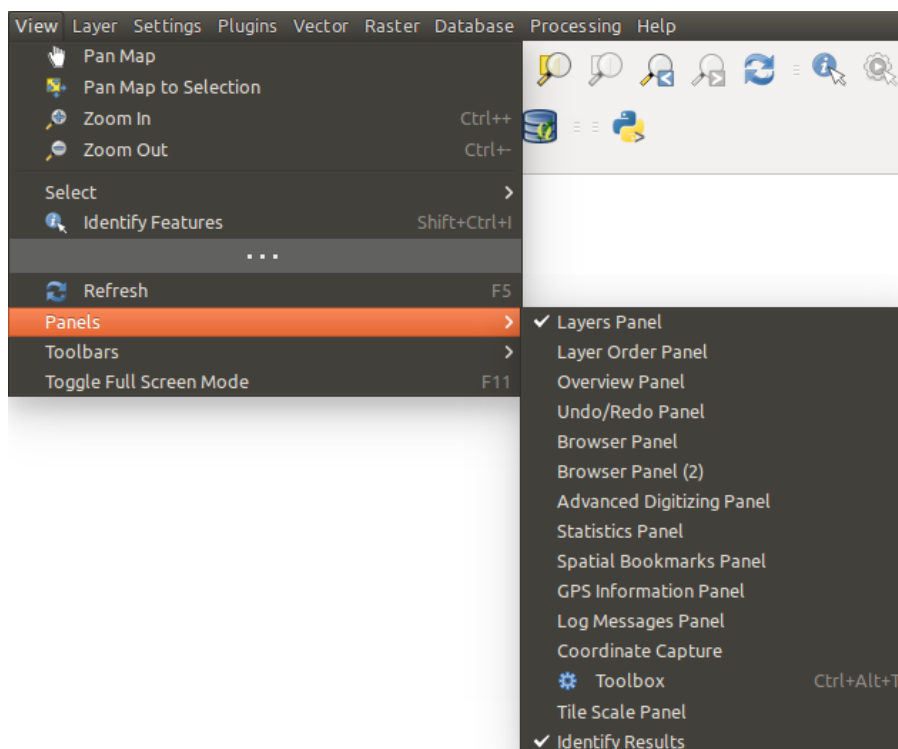 View Layer Settings Plugins Vector Raster Database Processing Help
Pan Map
Pan Map to Selection
Zoom In Ctrl++
Zoom Out Ctrl+-
Select
Identify Features Shift+Ctrl+I
...
Refresh F5
Panels
Toolbars
Toggle Full Screen Mode F11
Layers Panel
Layer Order Panel
Overview Panel
Undo/Redo Panel
Browser Panel
Browser Panel (2)
Advanced Digitizing Panel
Statistics Panel
Spatial Bookmarks Panel
GPS Information Panel
Log Messages Panel
Coordinate Capture
Toolbox Ctrl+Alt+T
Tile Scale Panel
Identify Results